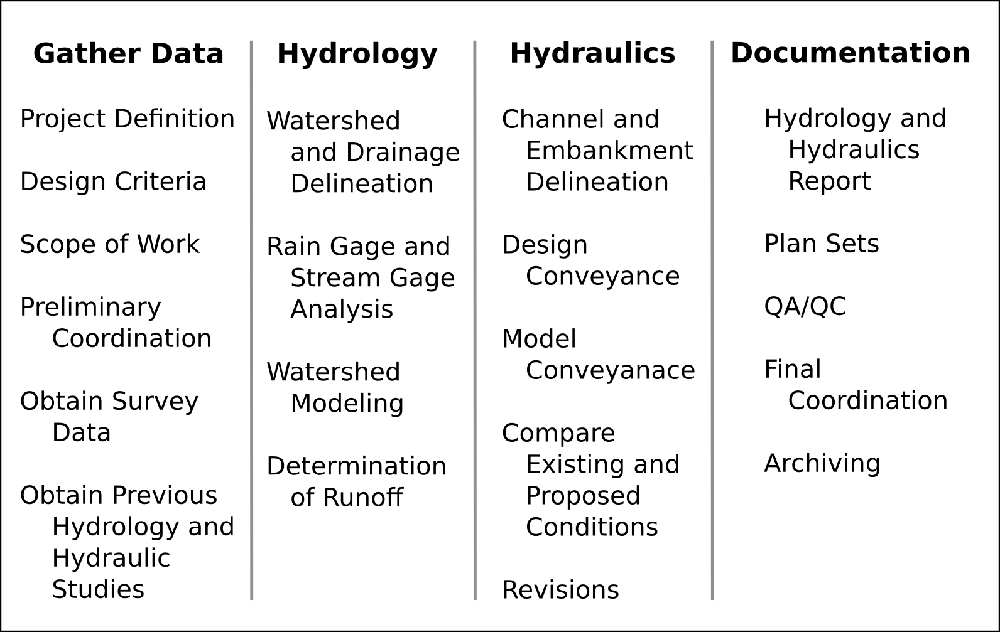 Gather Data
Project Definition
Design Criteria
Scope of Work
Preliminary
Coordination
Obtain Survey
Data
Obtain Previous
Hydrology and
Hydraulic
Studies
Hydrology
Watershed
and Drainage
Delineation
Rain Gage and
Stream Gage
Analysis
Watershed
Modeling
Determination
of Runoff
Hydraulics
Channel and
Embankment
Delineation
Design
Conveyance
Model
Conveyanace
Compare
Existing and
Proposed
Conditions
Revisions
Documentation
Hydrology and
Hydraulics
Report
Plan Sets
QA/QC
Final
Coordination
Archiving